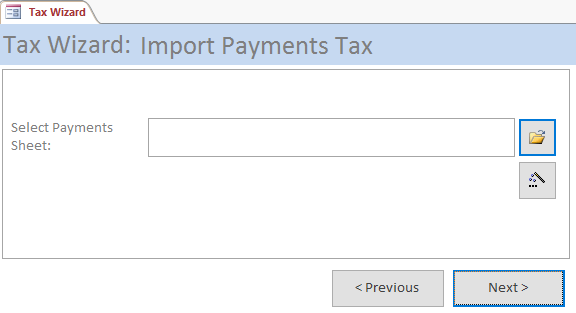 Tax Wizard
Tax Wizard: Import Payments Tax
Select Payments
Sheet:
< Previous
Next >